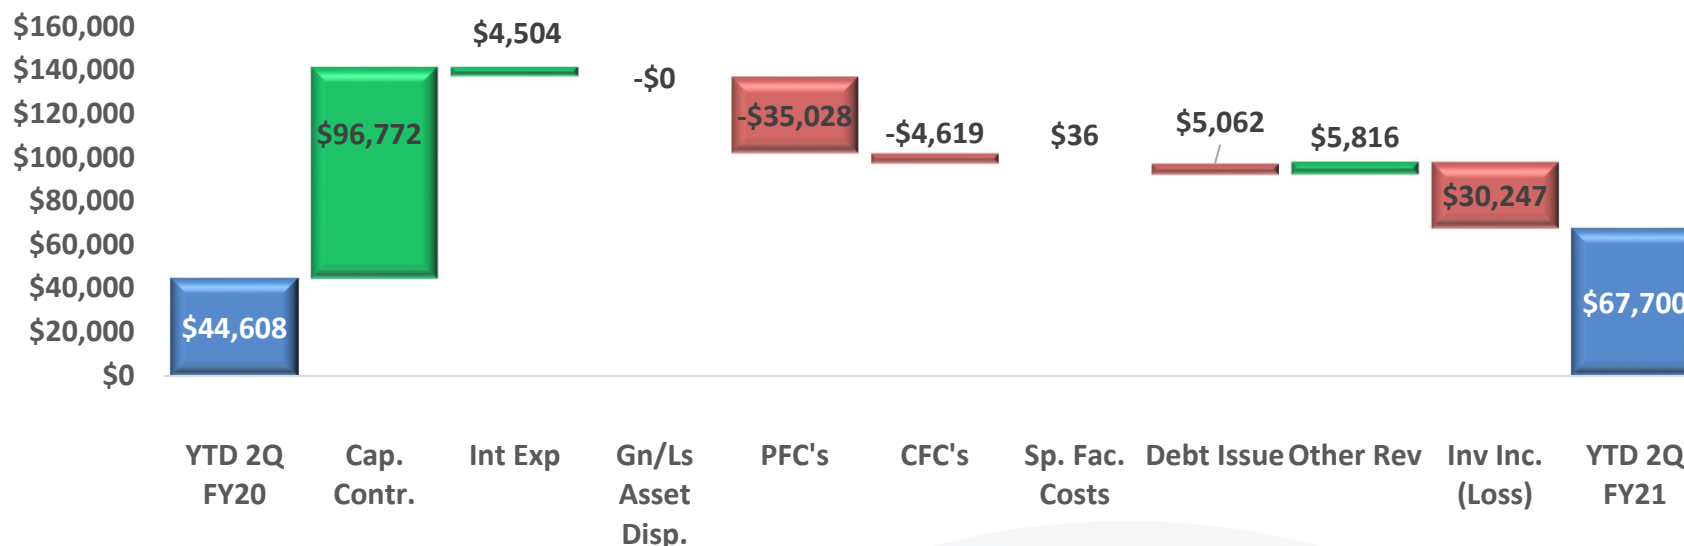 $160,000
$140,000
$120,000
$100,000
$80,000
$60,000
$40,000
$20,000
$0
$44,608
$96,772
$4,504
-$0
-$35,028
-$4,619
$36
$5,062
$5,816
$30,247
$67,700
YTD 2Q
FY20
Cap.
Contr.
Int Exp
Gn/Ls
Asset
Disp.
PFC's
CFC's
Sp. Fac.
Costs
Debt Issue
Other Rev
Inv Inc.
(Loss)
YTD 2Q
FY21